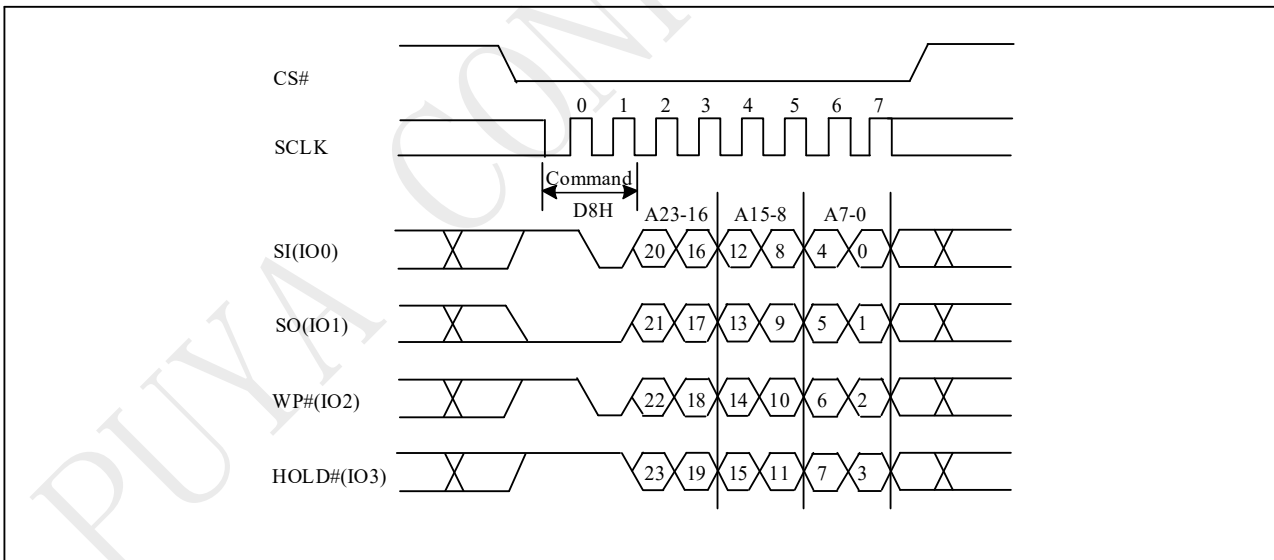 PUYA CON
CS#
0 1 2 3 4 5 6 7
SCLK
Command
D8H
A23-16 A15-8 A7-0
SI(IO0) 20 16 12 8 4 0
SO(IO1) 21 17 13 9 5 1
WP#(IO2) 22 18 14 10 6 2
HOLD#(IO3) 23 19 15 11 7 3